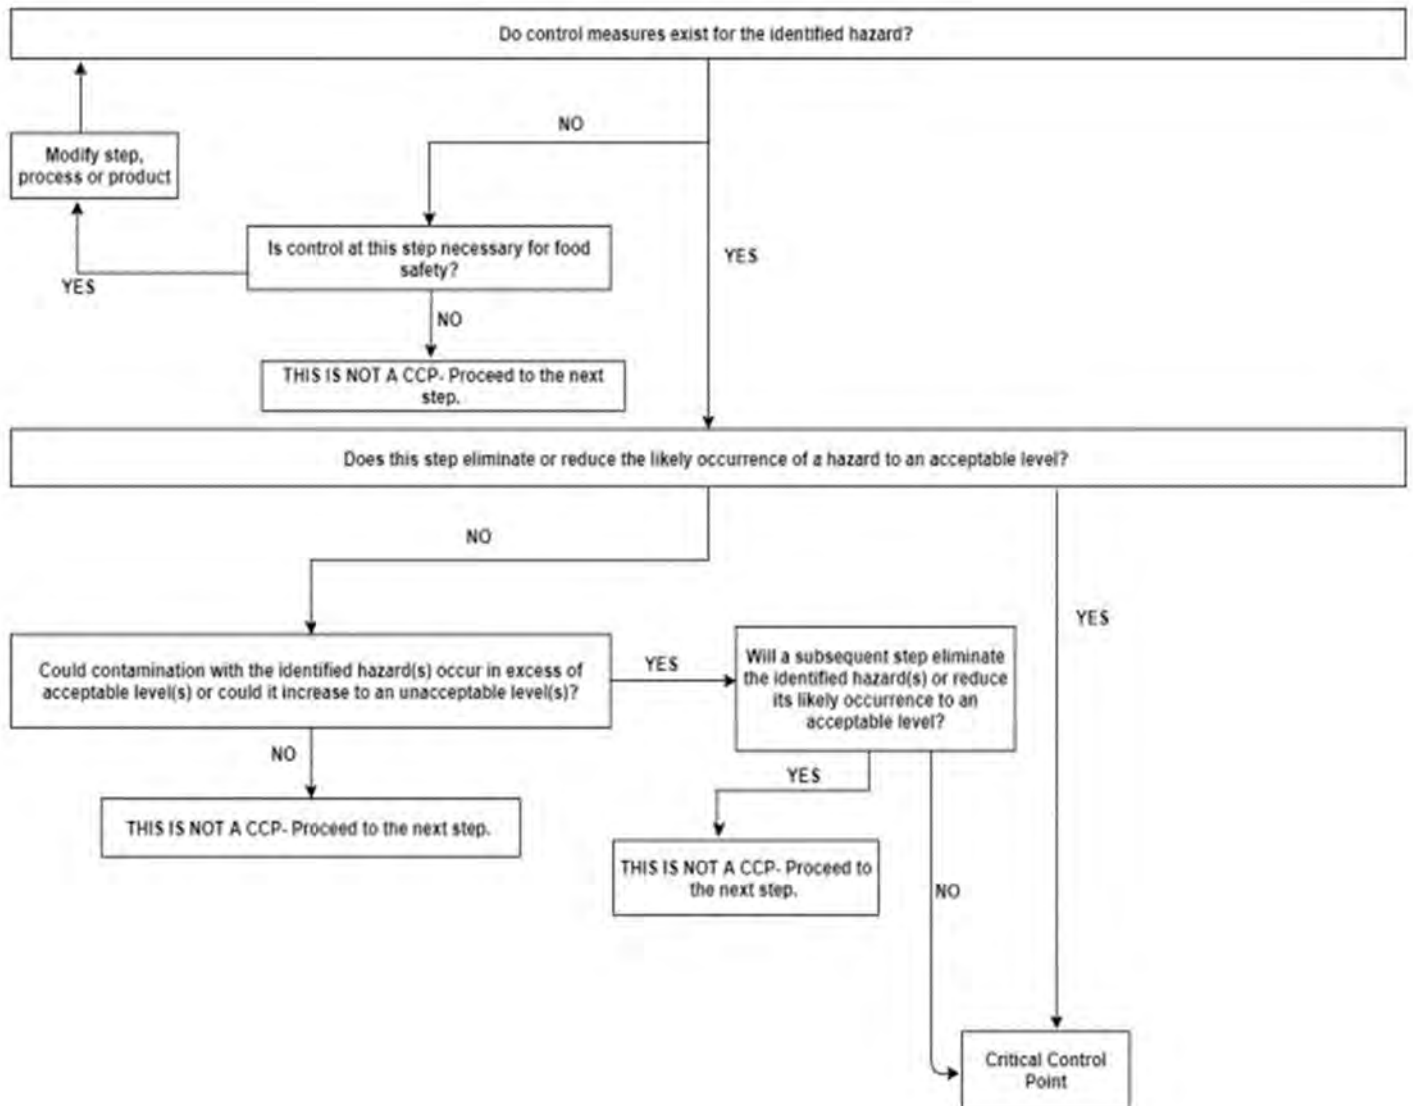 Do control measures exist for the identified hazard?
NO
Modify step,
process or product
Is control at this step necessary for food
safety?
YES
YES
NO
THIS IS NOT A CCP- Proceed to the next
step.
Does this step eliminate or reduce the likely occurrence of a hazard to an acceptable level?
NO
YES
Could contamination with the identified hazard(s) occur in excess of
acceptable level(s) or could it increase to an unacceptable level(s)?
YES
Will a subsequent step eliminate
the identified hazard(s) or reduce
its likely occurrence to an
acceptable level?
NO
YES
THIS IS NOT A CCP- Proceed to the next step.
THIS IS NOT A CCP- Proceed to
the next step.
NO
Critical Control
Point